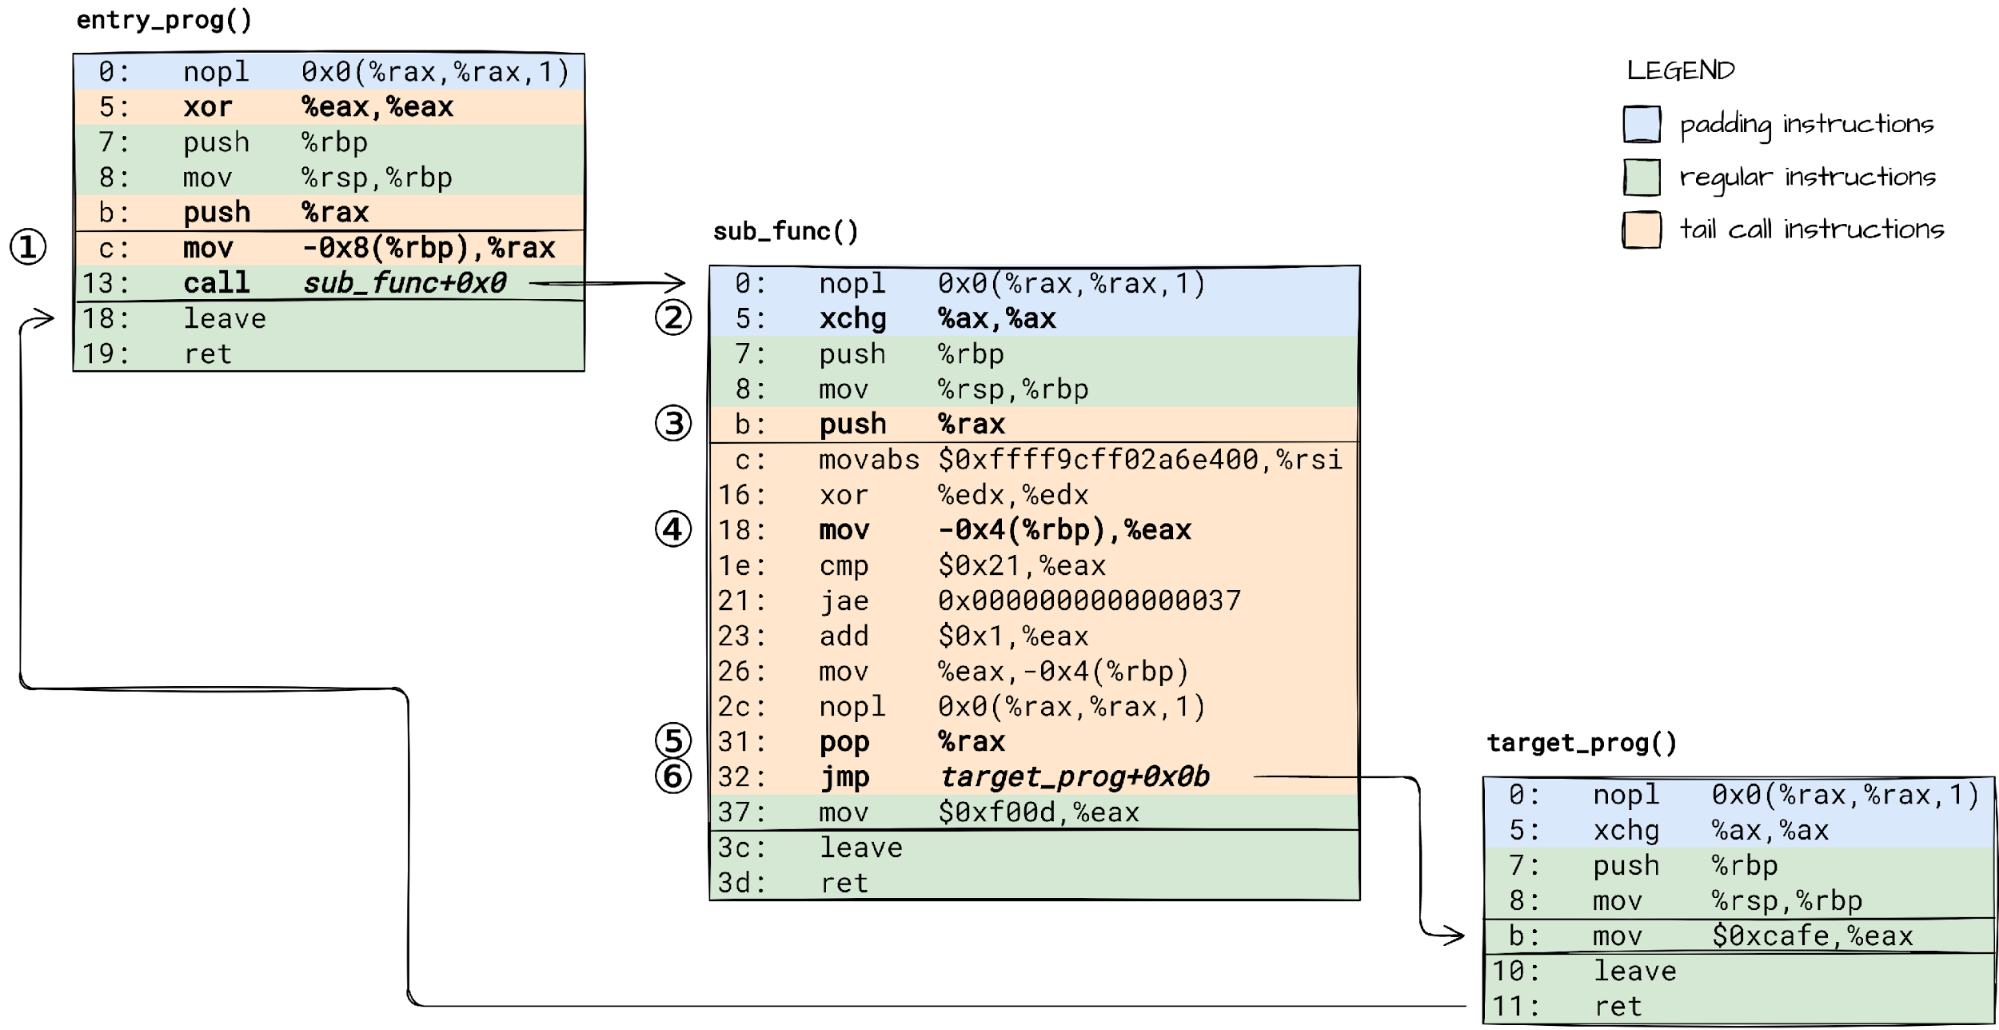 entry_prog()
0: nopl 0x0(%rax,%rax,1)
5: xor %eax,%eax
7: push %rbp
8: mov %rsp,%rbp
b: push %rax
① c: mov -0x8(%rbp),%rax
13: call sub_func+0x0
18: leave
19: ret
sub_func()
0: nopl 0x0(%rax,%rax,1)
② 5: xchg %ax,%ax
7: push %rbp
8: mov %rsp,%rbp
③ b: push %rax
c: movabs $0xffff9cff02a6e400,%rsi
16: xor %edx,%edx
④ 18: mov -0x4(%rbp),%eax
1e: cmp $0x21,%eax
21: jae 0x0000000000000037
23: add $0x1,%eax
26: mov %eax,-0x4(%rbp)
2c: nopl 0x0(%rax,%rax,1)
⑤ 31: pop %rax
⑥ 32: jmp target_prog+0x0b
37: mov $0xf00d,%eax
3c: leave
3d: ret
target_prog()
0: nopl 0x0(%rax,%rax,1)
5: xchg %ax,%ax
7: push %rbp
8: mov %rsp,%rbp
b: mov $0xcafe,%eax
10: leave
11: ret
LEGEND
padding instructions
regular instructions
tail call instructions